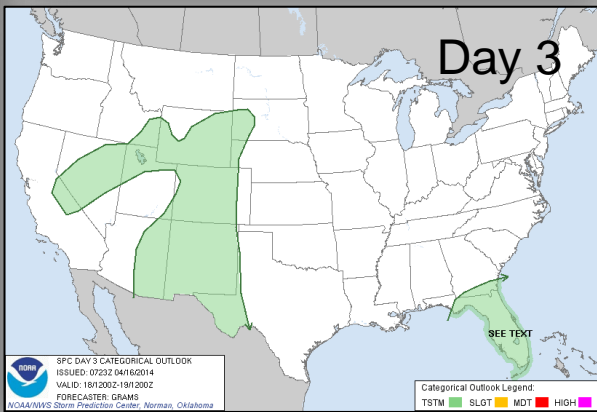 Day 3
SEE TEXT
NOAA
SPC DAY 3 CATEGORICAL OUTLOOK
ISSUED: 0723Z 04/16/2014
VALID: 18/1200Z-19/1200Z
FORECASTER: GRAMS
NOAA/NWS Storm Prediction Center, Norman, Oklahoma
Categorical Outlook Legend:
TSTM SLGT MDT HIGH